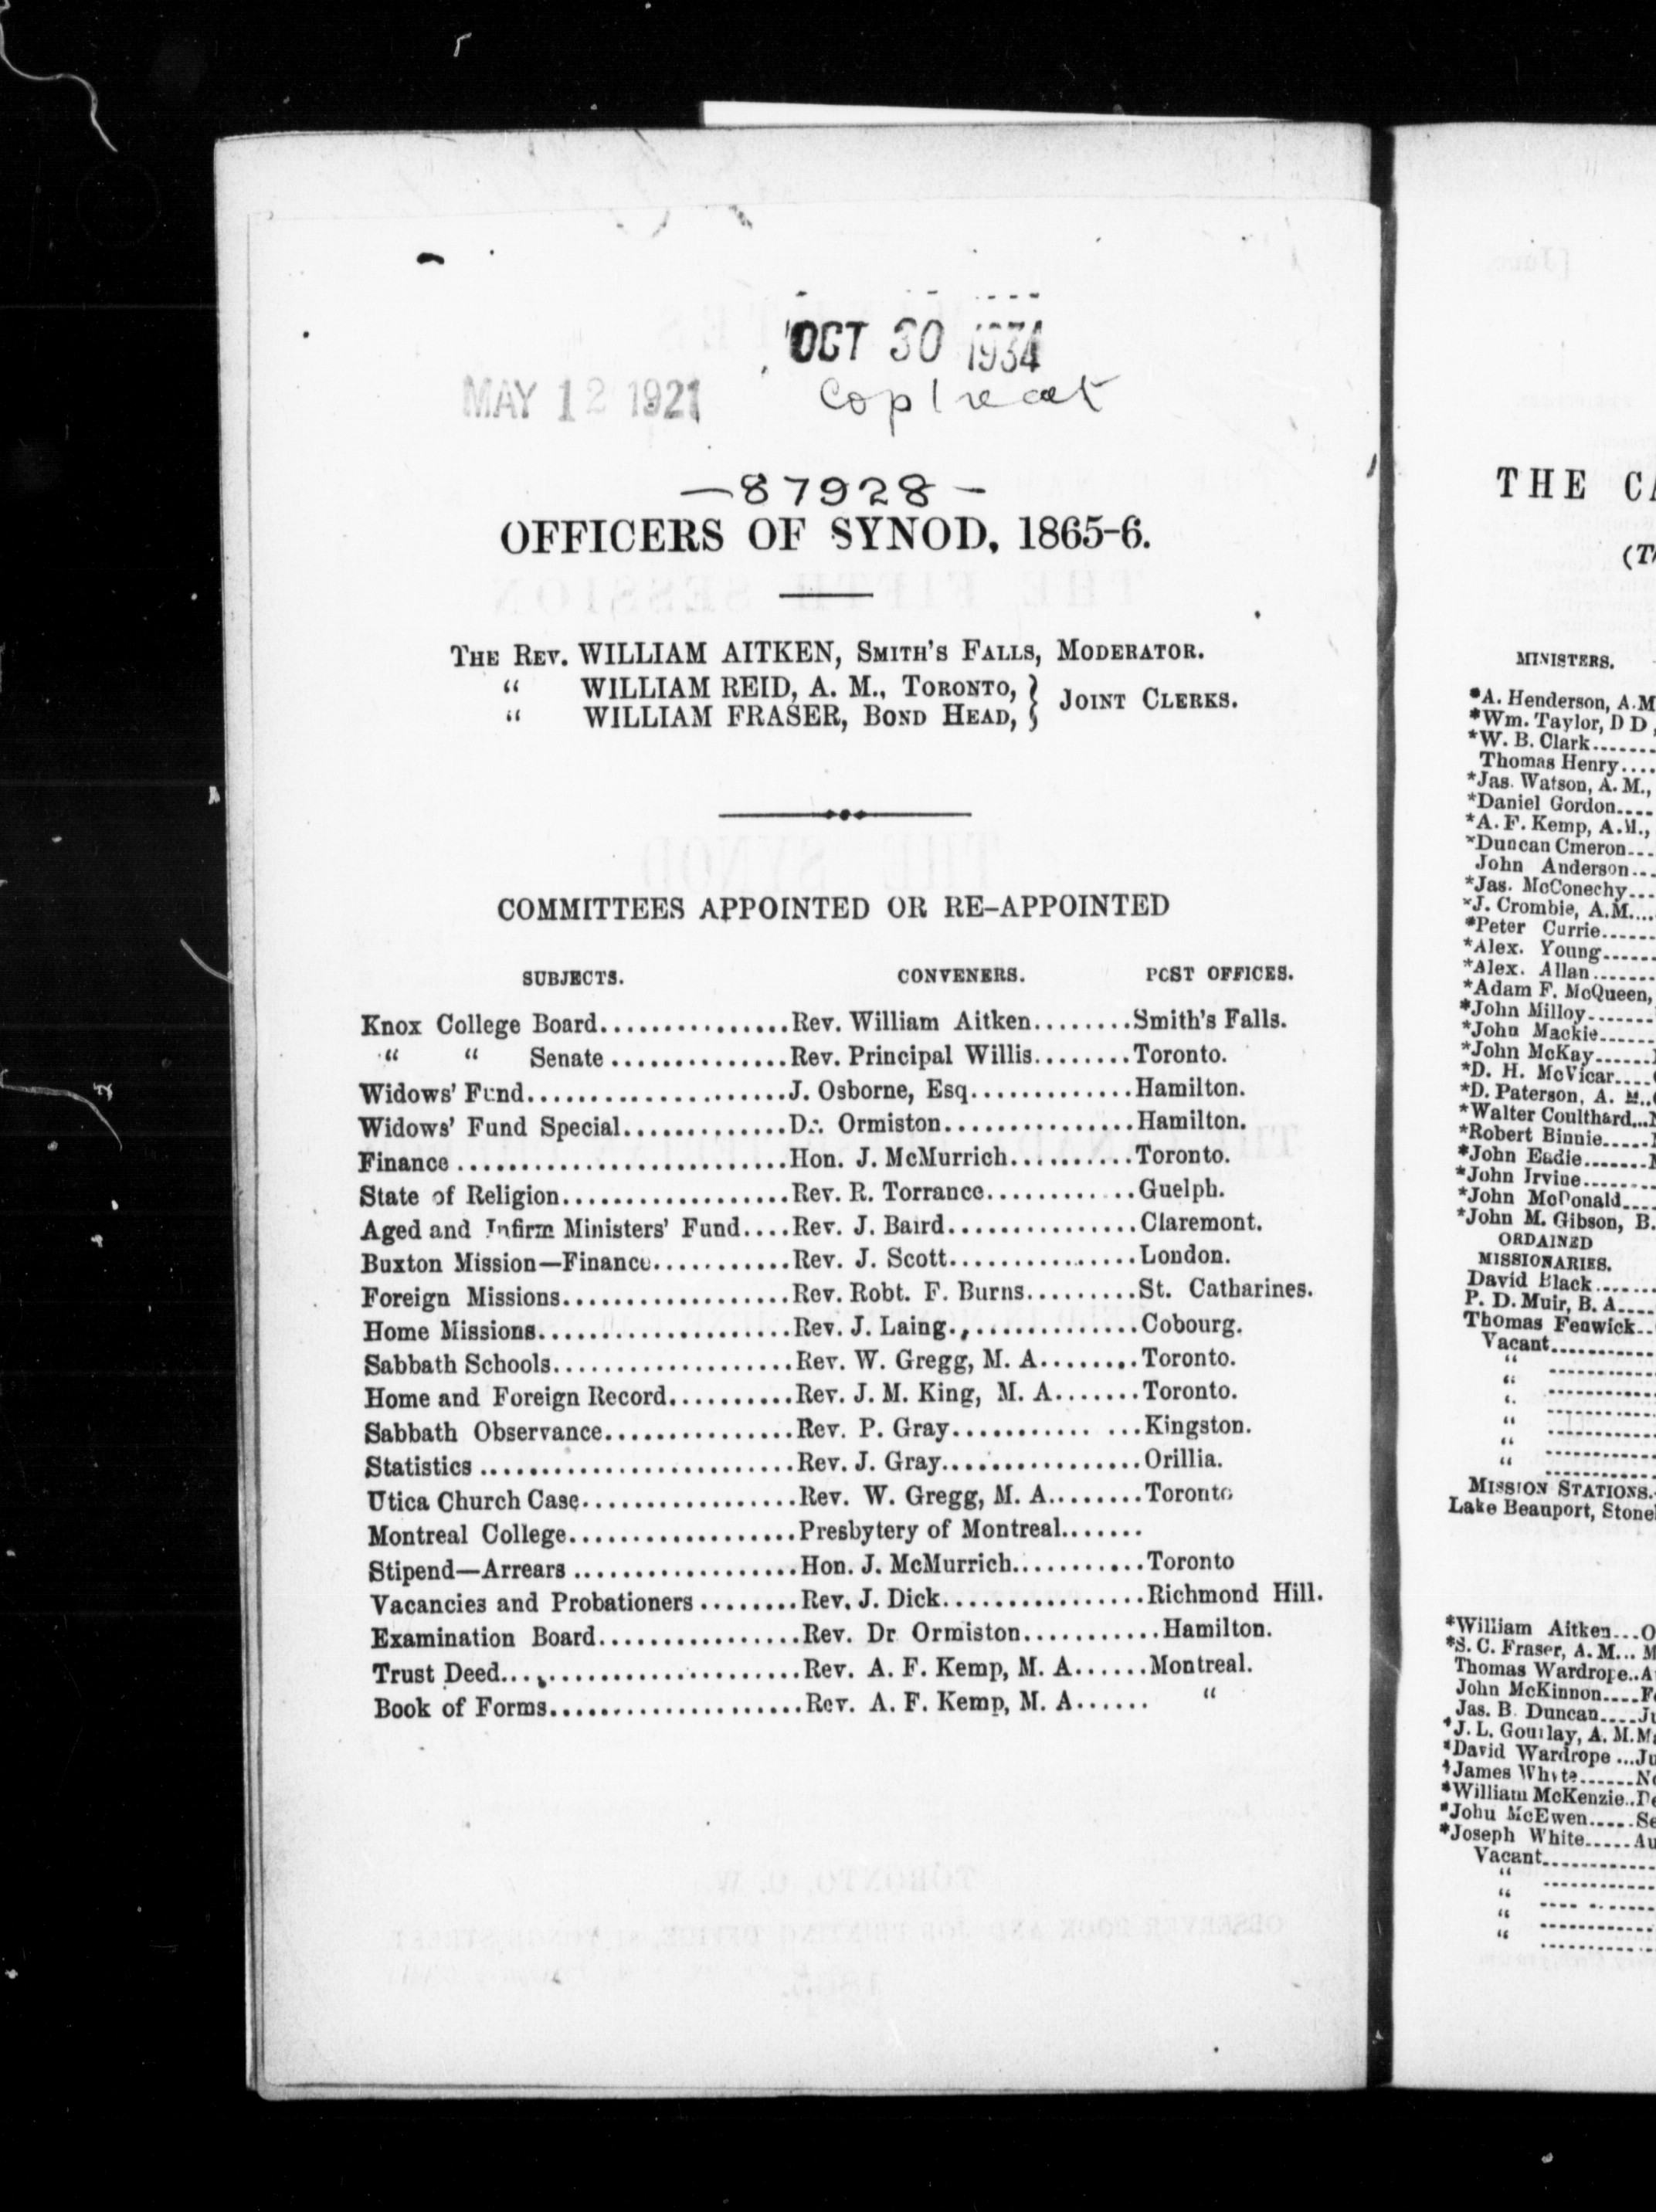 OCT 30 1934
MAY 12 1921
—87928—
OFFICERS OF SYNOD, 1865-6.
THE REV. WILLIAM AITKEN, SMITH'S FALLS, MODERATOR.
“ WILLIAM REID, A. M., TORONTO, } JOINT CLERKS.
“ WILLIAM FRASER, BOND HEAD, }
COMMITTEES APPOINTED OR RE-APPOINTED
SUBJECTS. CONVENERS. POST OFFICES.
Knox College Board...............Rev. William Aitken........Smith's Falls.
“ “ Senate ..............Rev. Principal Willis........Toronto.
Widows' Fund.....................J. Osborne, Esq.............Hamilton.
Widows' Fund Special.............Dr. Ormiston...............Hamilton.
Finance ..........................Hon. J. McMurrich..........Toronto.
State of Religion...................Rev. R. Torrance............Guelph.
Aged and Infirm Ministers' Fund....Rev. J. Baird...............Claremont.
Buxton Mission—Finance...........Rev. J. Scott...............London.
Foreign Missions...................Rev. Robt. F. Burns.........St. Catharines.
Home Missions.....................Rev. J. Laing.,..............Cobourg.
Sabbath Schools....................Rev. W. Gregg, M. A........Toronto.
Home and Foreign Record..........Rev. J. M. King, M. A.......Toronto.
Sabbath Observance...............Rev. P. Gray........... ...Kingston.
Statistics .........................Rev. J. Gray................Orillia.
Utica Church Case.................Rev. W. Gregg, M. A........Toronto
Montreal College..................Presbytery of Montreal.......
Stipend—Arrears ..................Hon. J. McMurrich...........Toronto
Vacancies and Probationers ........Rev. J. Dick................Richmond Hill.
Examination Board................Rev. Dr Ormiston...........Hamilton.
Trust Deed........................Rev. A. F. Kemp, M. A......Montreal.
Book of Forms....................Rev. A. F. Kemp, M. A...... “
THE
MINISTERS.
*A. Henderson, A.M
*Wm. Taylor, D D,
*W. B. Clark.......
Thomas Henry....
*Jas. Watson, A. M.,
*Daniel Gordon....
*A. F. Kemp, A.M.,
*Duncan Cmeron...
John Anderson...
*Jas. McConechy...
*J. Crombie, A.M....
*Peter Currie......
*Alex. Young......
*Alex. Allan.......
*Adam F. McQueen,
*John Milloy.......
*John Mackie......
*John McKay......
*D. H. McVicar....
*D. Paterson, A. M..
*Walter Coulthard...
*Robert Binnie.....
*John Eadie.......
*John Irvine.......
*John McDonald....
*John M. Gibson, B.
ORDAINED
MISSIONARIES.
David Black.......
P. D. Muir, B. A....
Thomas Fenwick..
Vacant...........
“ ...........
“ ...........
“ ...........
“ ...........
“ ...........
“ ...........
MISSION STATIONS.
Lake Beauport,
*William Aitken...
*S. C. Fraser, A. M...
Thomas Wardrope..
John McKinnon....
Jas. B. Duncan....
*J. L. Gourlay, A. M.
*David Wardrope ...
*James Whyte......
*William McKenzie..
*John McEwen.....
*Joseph White.....
Vacant...........
“ ...........
“ ...........
“ ...........
“ ...........